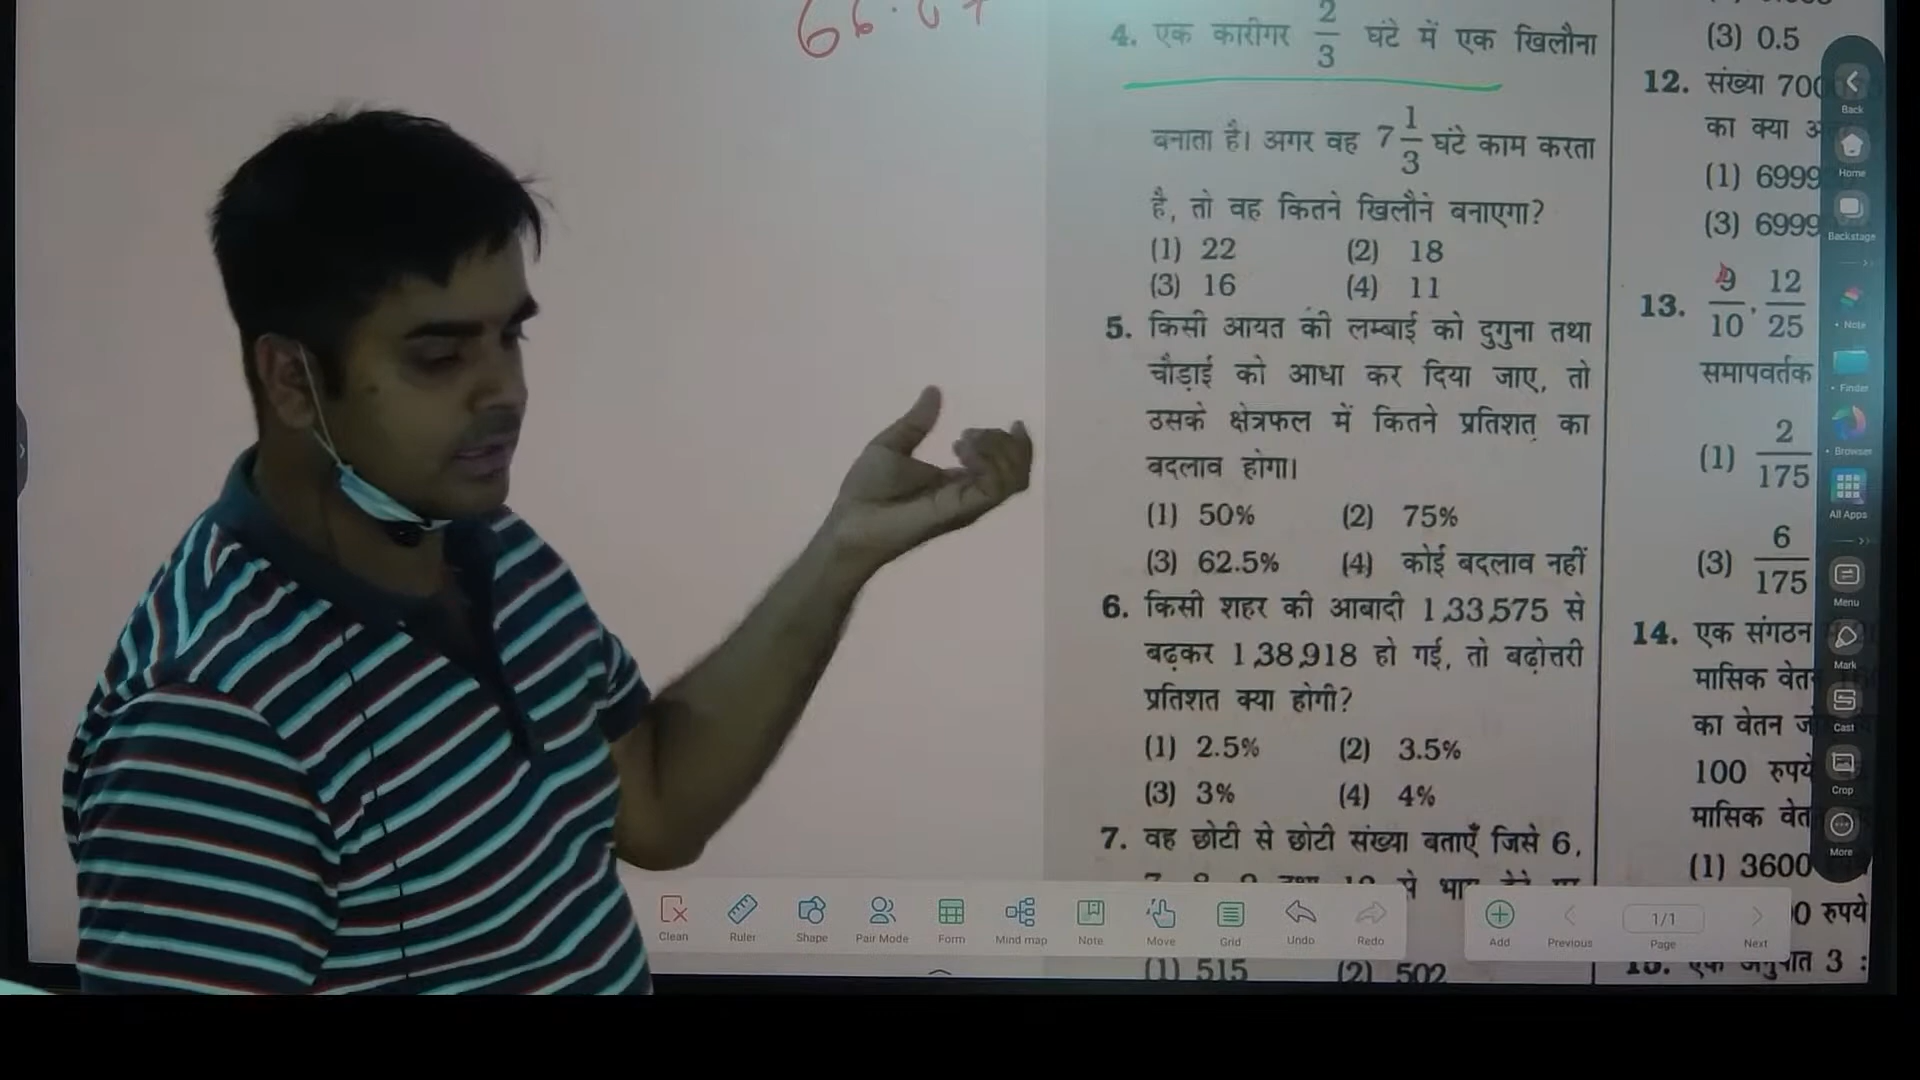 4. एक कारीगर 2/3 घंटे में एक खिलौना
बनाता है। अगर वह 7 1/3 घंटे काम करता
है, तो वह कितने खिलौने बनाएगा?
(1) 22 (2) 18
(3) 16 (4) 11
5. किसी आयत की लम्बाई को दुगुना तथा
चौड़ाई को आधा कर दिया जाए, तो
उसके क्षेत्रफल में कितने प्रतिशत् का
बदलाव होगा।
(1) 50% (2) 75%
(3) 62.5% (4) कोई बदलाव नहीं
6. किसी शहर की आबादी 1,33,575 से
बढ़कर 1,38,918 हो गई, तो बढ़ोत्तरी
प्रतिशत क्या होगी?
(1) 2.5% (2) 3.5%
(3) 3% (4) 4%
7. वह छोटी से छोटी संख्या बताएँ जिसे 6,
(1) 515 (2) 502
(3) 0.5
12. संख्या 700
का क्या
(1) 6999
(3) 6999
13. 9/10, 12/25
समापवर्तक
(1) 2/175
(3) 6/175
14. एक संगठन
मासिक वेतन
का वेतन
100 रुपये
मासिक
(1) 3600
0 रुपये
15. एक अनुपात 3 :
Back
Home
Backstage
Note
Finder
Browser
All Apps
Menu
Mark
Cast
Crop
More
Clean Ruler Shape Pair Mode Form Mind map Note Move Grid Undo Redo
Add Previous 1/1 Page Next